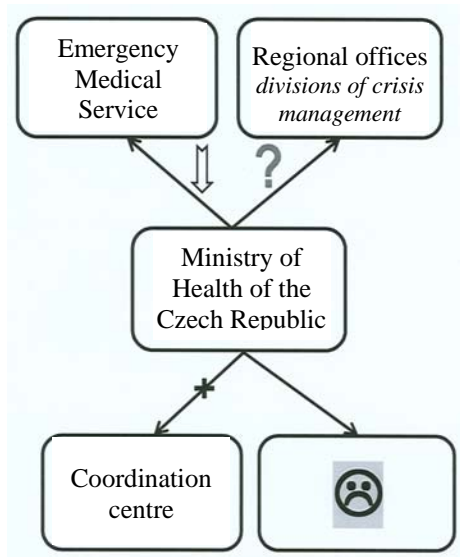 Emergency
Medical
Service
Regional offices
divisions of crisis
management
?
Ministry of
Health of the
Czech Republic
+
Coordination
centre